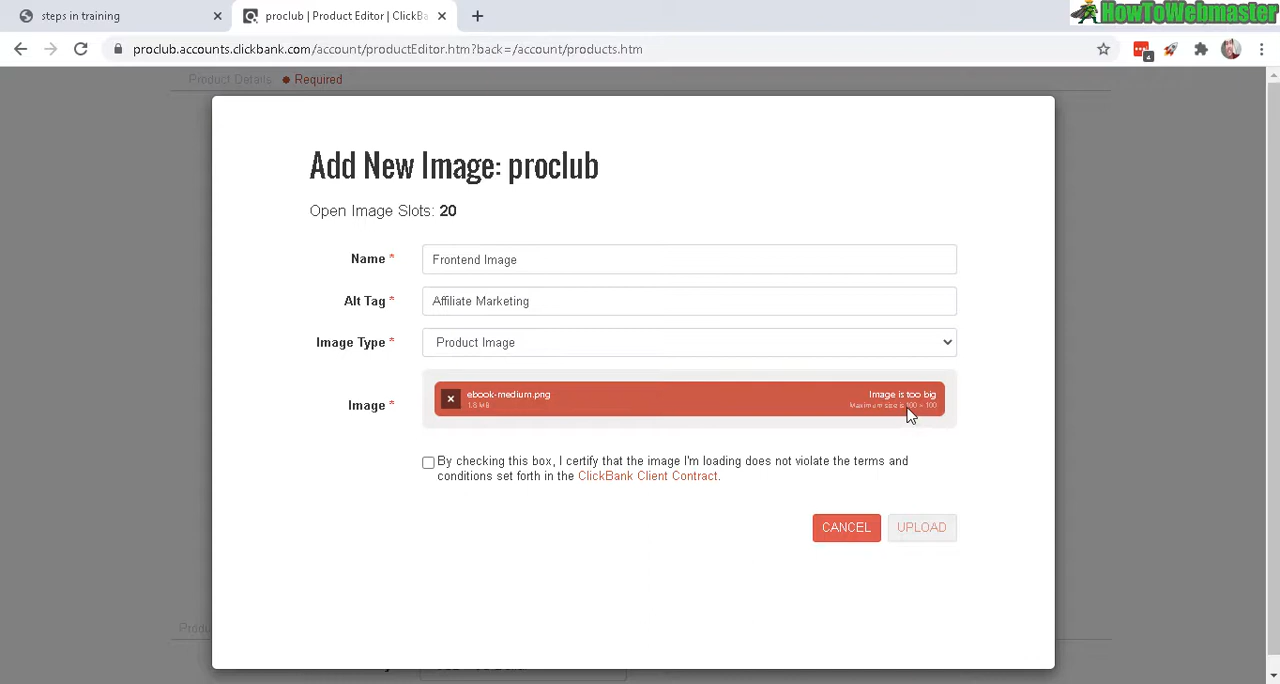 steps in training
proclub | Product Editor | ClickBa
HowToWebmaster
proclub.accounts.clickbank.com/account/productEditor.htm?back=/account/products.htm
4
Product Details Required
Add New Image: proclub
Open Image Slots: 20
Name * Frontend Image
Alt Tag * Affiliate Marketing
Image Type * Product Image
Image * ebook-medium.png Image is too big
1.8 MB Maximum size is 100 × 100
By checking this box, I certify that the image I'm loading does not violate the terms and
conditions set forth in the ClickBank Client Contract.
CANCEL UPLOAD